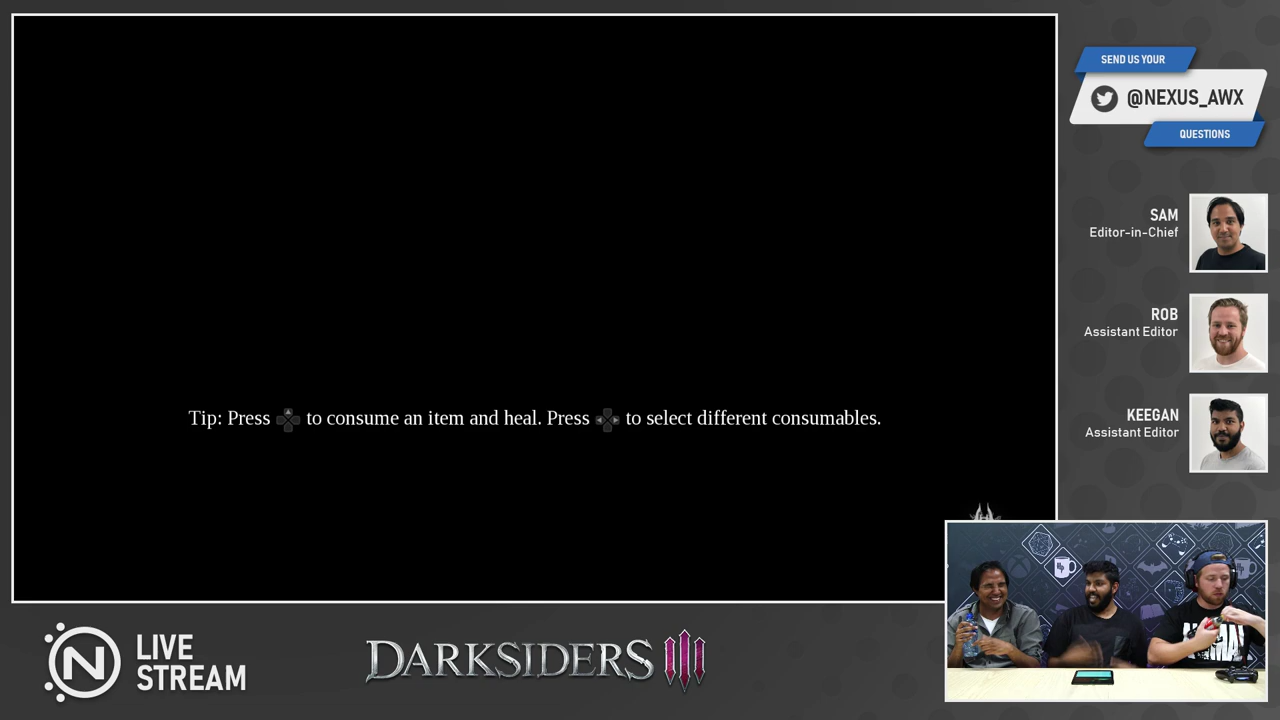 SEND US YOUR
@NEXUS_AWX
QUESTIONS
SAM
Editor-in-Chief
ROB
Assistant Editor
KEEGAN
Assistant Editor
Tip: Press to consume an item and heal. Press to select different consumables.
N LIVE
STREAM
DARKSIDERS III